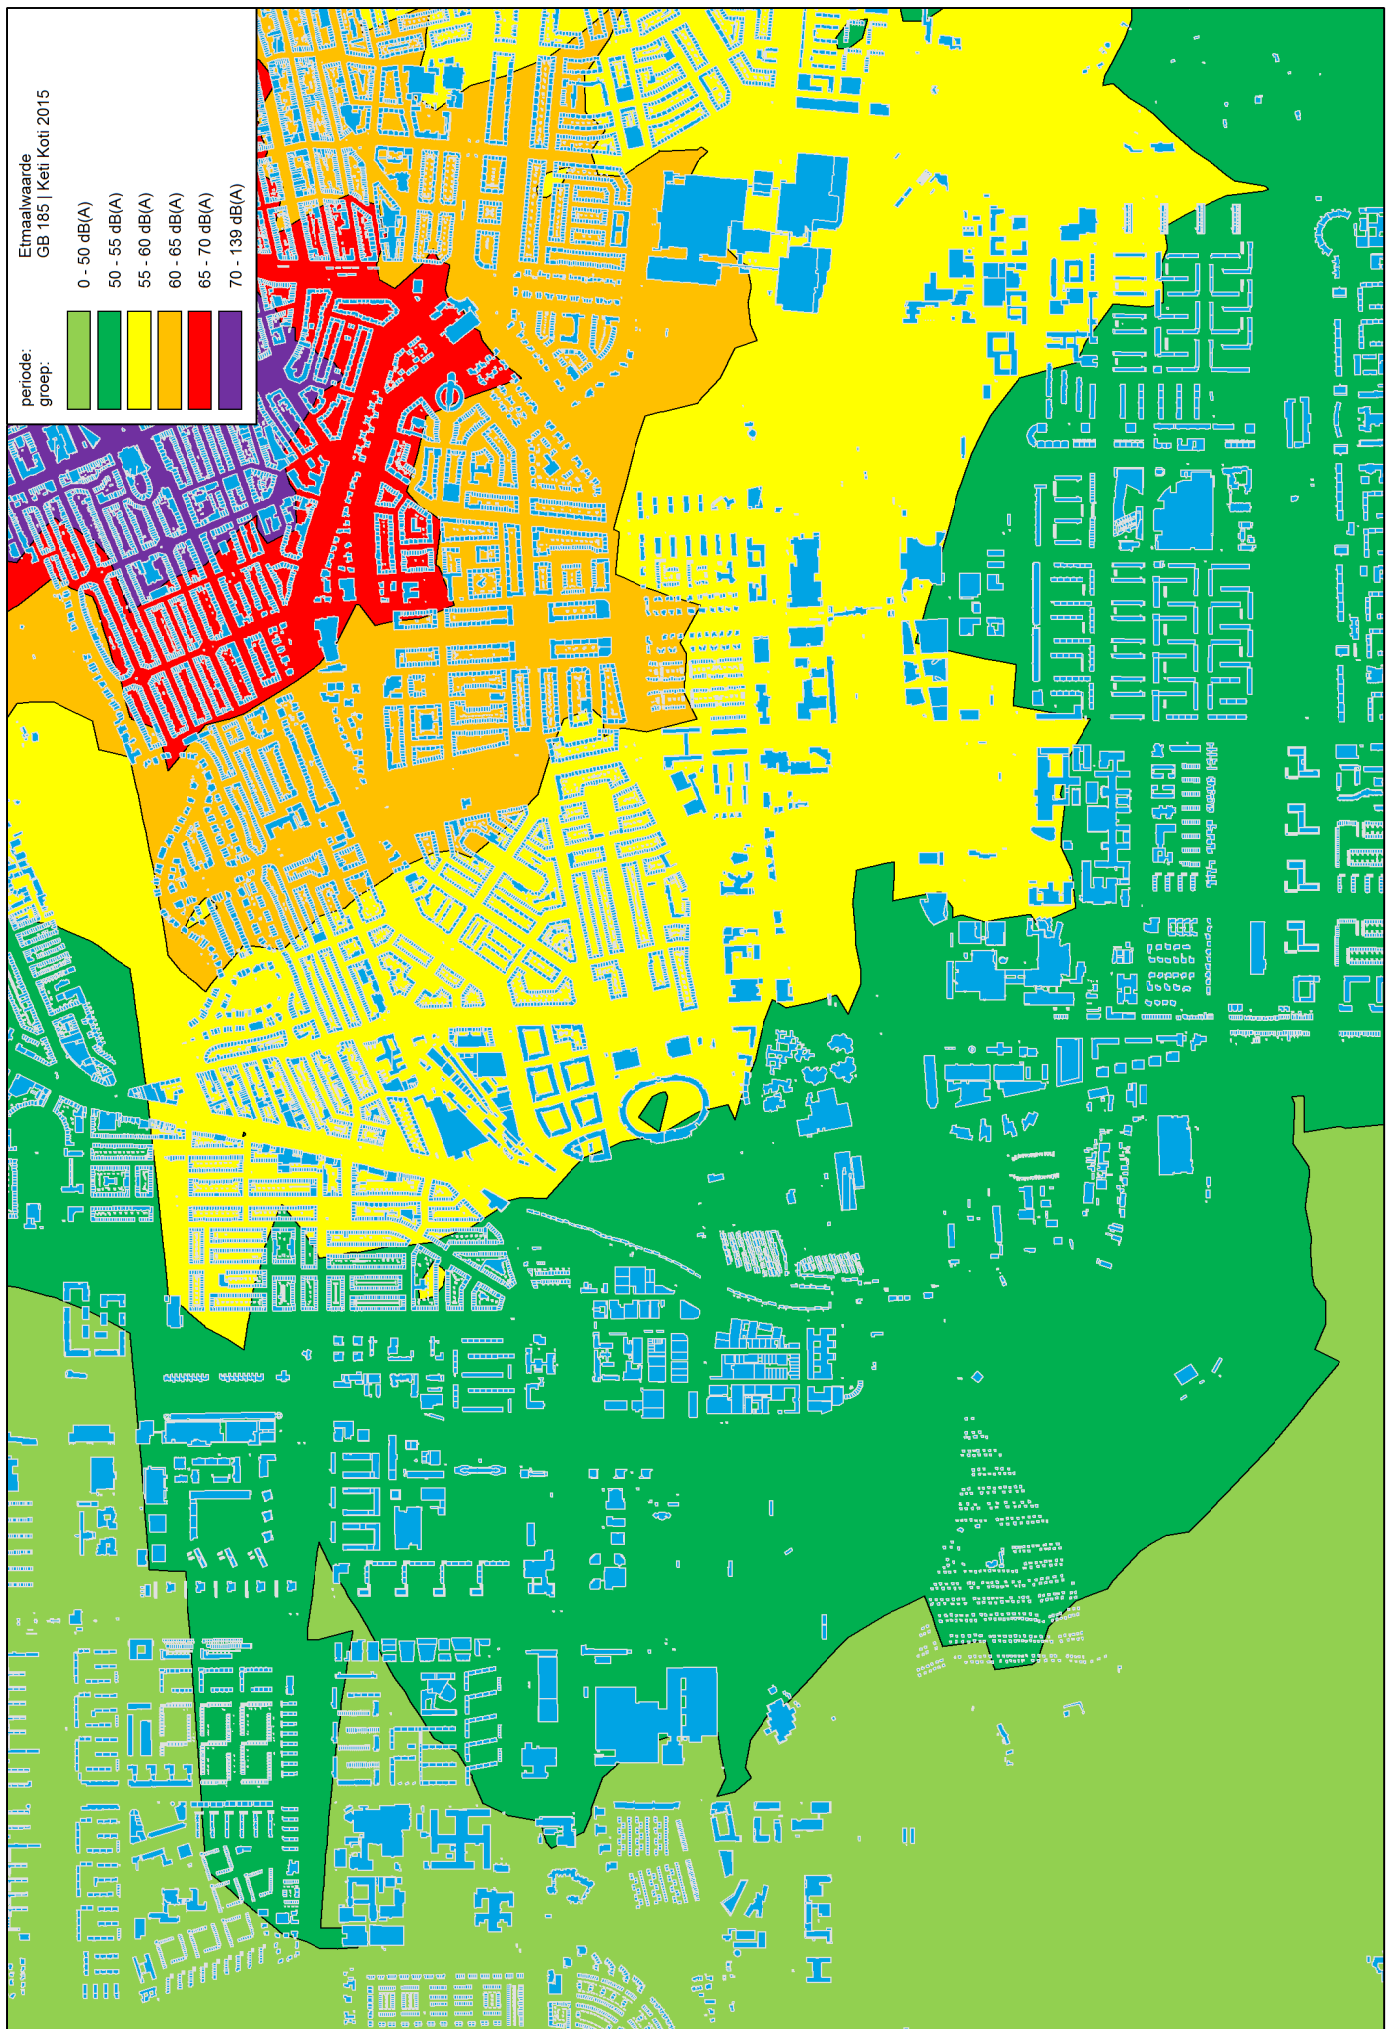 periode: Etmaalwaarde
groep: GB 185 | Keti Koti 2015
0 - 50 dB(A)
50 - 55 dB(A)
55 - 60 dB(A)
60 - 65 dB(A)
65 - 70 dB(A)
70 - 139 dB(A)